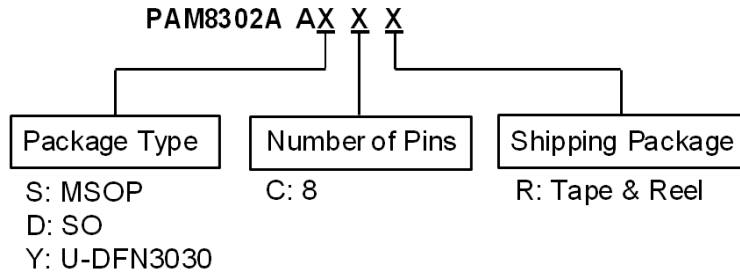 PAM8302A AX X X
Package Type
Number of Pins
Shipping Package
S: MSOP
C: 8
R: Tape & Reel
D: SO
Y: U-DFN3030